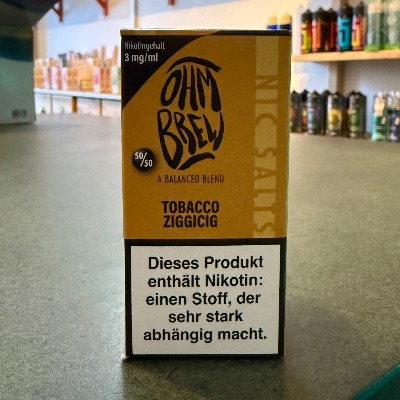 Nikotingehalt
3 mg/ml
OHM
BREW
50/50
A BALANCED BLEND
NIC SALTS
TOBACCO
ZIGGICIG
Dieses Produkt
enthält Nikotin:
einen Stoff, der
sehr stark
abhängig macht.